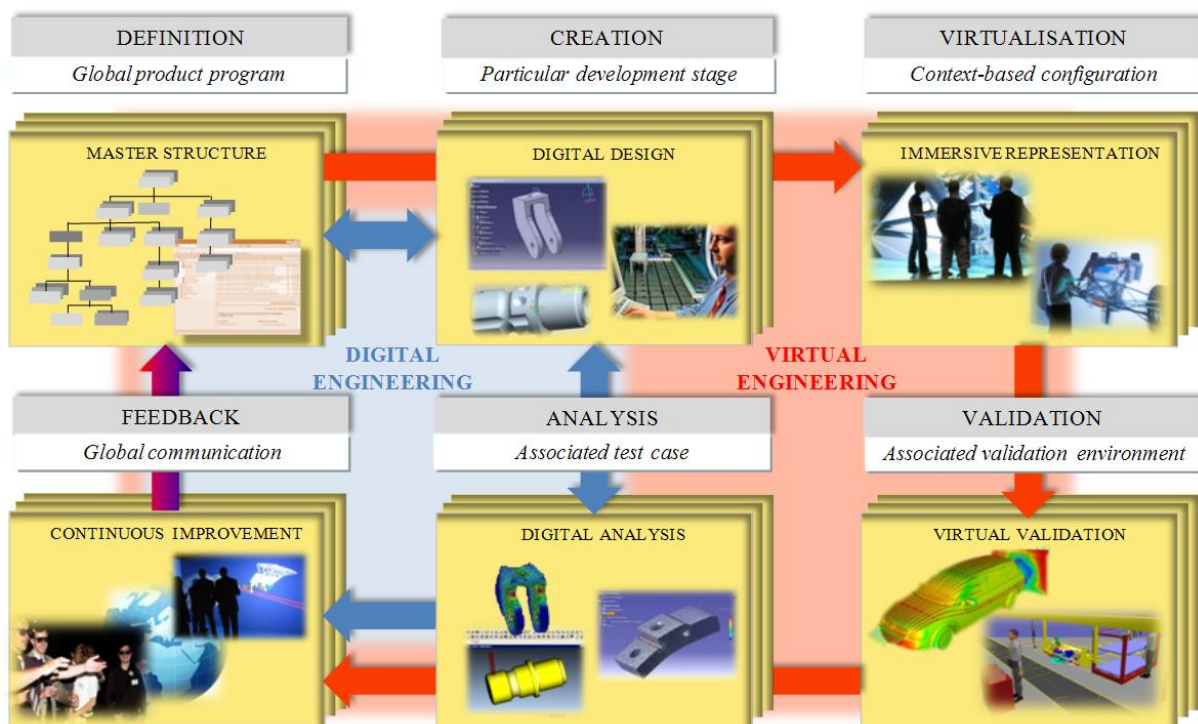 DEFINITION
Global product program
CREATION
Particular development stage
VIRTUALISATION
Context-based configuration
MASTER STRUCTURE
DIGITAL DESIGN
IMMERSIVE REPRESENTATION
DIGITAL
ENGINEERING
VIRTUAL
ENGINEERING
FEEDBACK
Global communication
ANALYSIS
Associated test case
VALIDATION
Associated validation environment
CONTINUOUS IMPROVEMENT
DIGITAL ANALYSIS
VIRTUAL VALIDATION